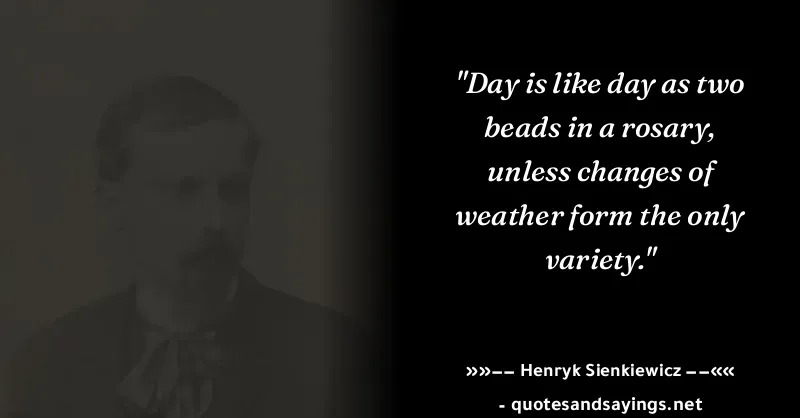 "Day is like day as two
beads in a rosary,
unless changes of
weather form the only
variety."
»»−− Henryk Sienkiewicz −−««
- quotesandsayings.net